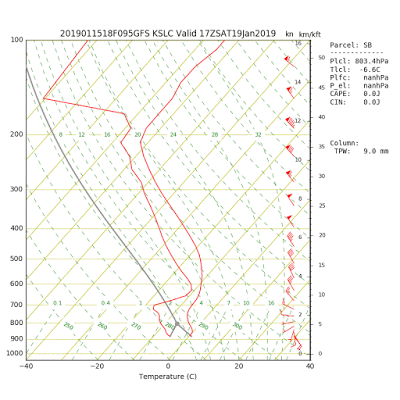 2019011518F095GFS KSLC Valid 17ZSAT19Jan2019 kn km/kft
100
200
300
400
500
600
700
800
900
1000
−40 −20 0 20 40
Temperature (C)
0 8 12 16 20 24 28 32
0.1 0.4 1 2 4 7 10 16
250 260 270 280 290 300
16
14
12
10
8
6
4
2
0
50
45
40
35
30
25
20
15
10
5
0
Parcel: SB
-------------
Plcl: 803.4hPa
Tlcl: -6.6C
Plfc: nanhPa
P_el: nanhPa
CAPE: 0.0J
CIN: 0.0J
Column:
TPW: 9.0 mm